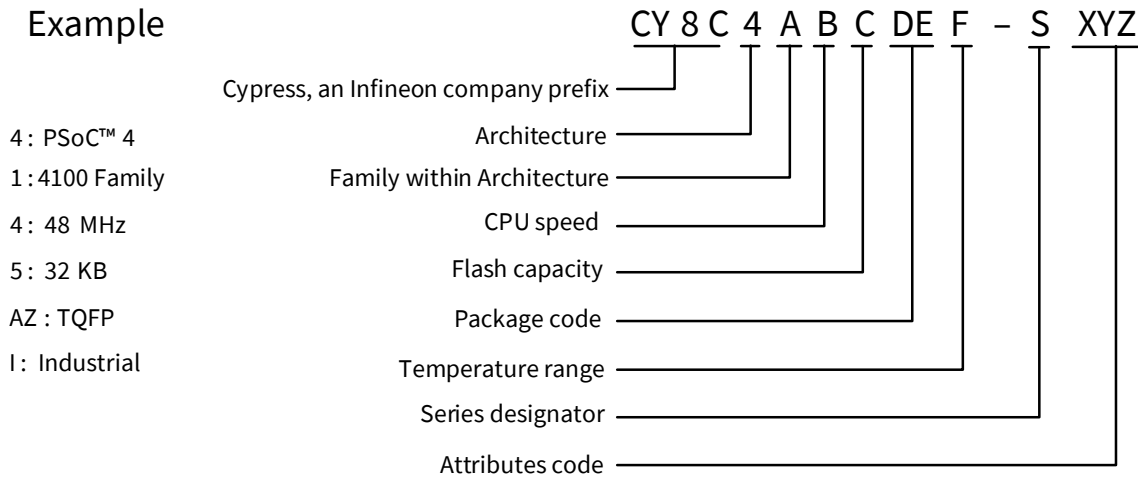 Example CY8C 4 A B C DE F – S XYZ
Cypress, an Infineon company prefix
4: PSoC™ 4 Architecture
1:4100 Family Family within Architecture
4: 48 MHz CPU speed
5: 32 KB Flash capacity
AZ : TQFP Package code
I: Industrial Temperature range
Series designator
Attributes code